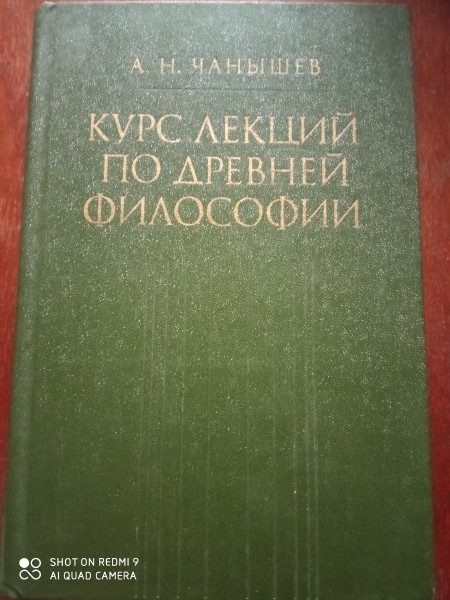 А. Н. ЧАНЫШЕВ
КУРС ЛЕКЦИЙ
ПО ДРЕВНЕЙ
ФИЛОСОФИИ
SHOT ON REDMI 9
AI QUAD CAMERA